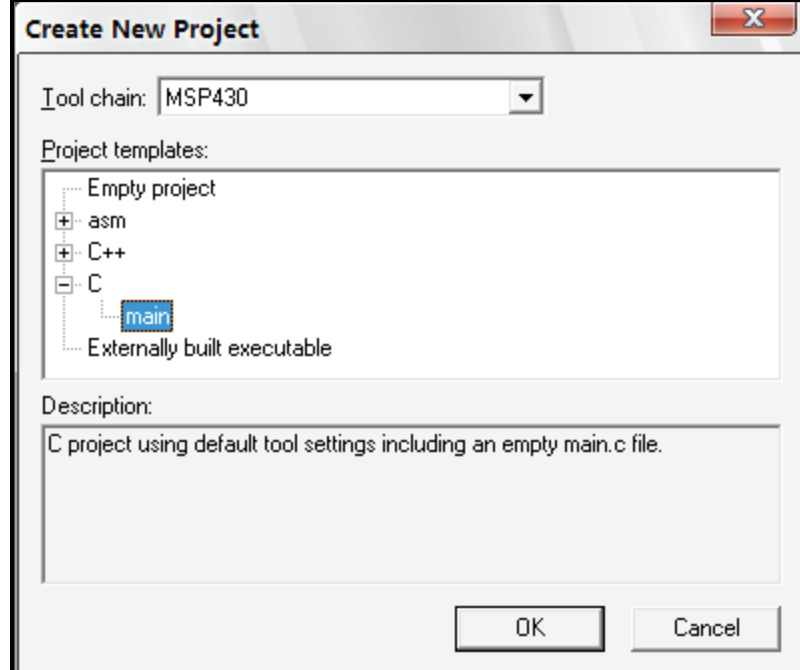 Create New Project
Tool chain: MSP430
Project templates:
Empty project
asm
C++
C
main
Externally built executable
Description:
C project using default tool settings including an empty main.c file.
OK Cancel